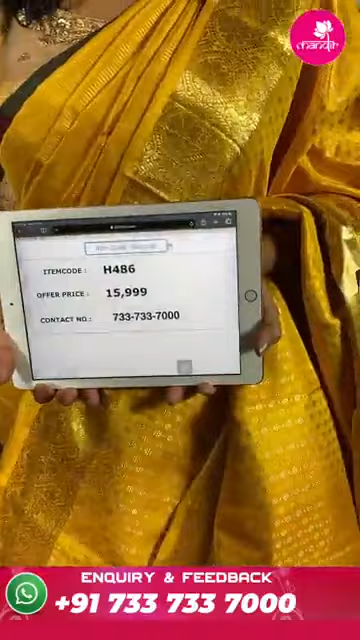 ITEMCODE : H486
OFFER PRICE : 15,999
CONTACT NO.: 733-733-7000
ENQUIRY & FEEDBACK
+91 733 733 7000